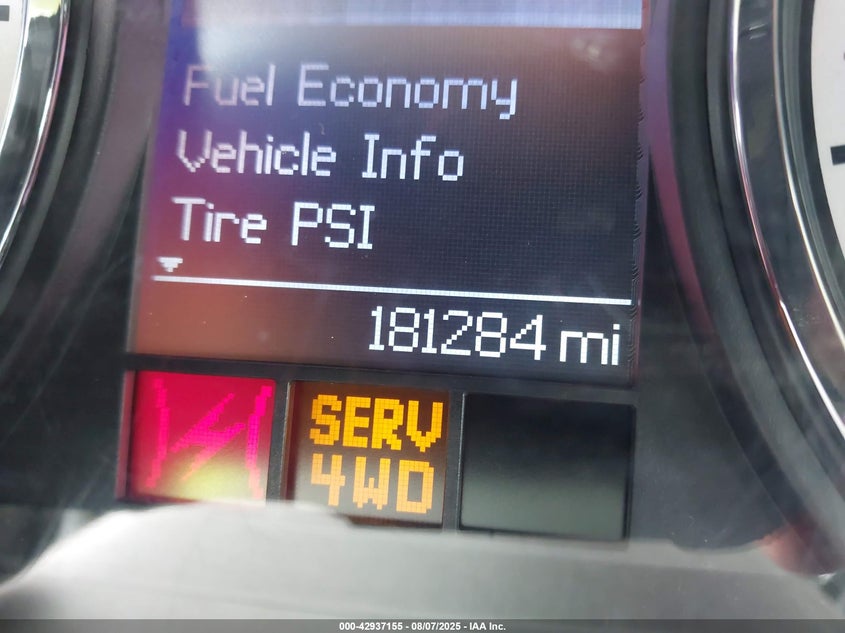 Fuel Economy
Vehicle Info
Tire PSI
181284 mi
SERV
4WD
000-42937155 - 08/07/2025 - IAA Inc.